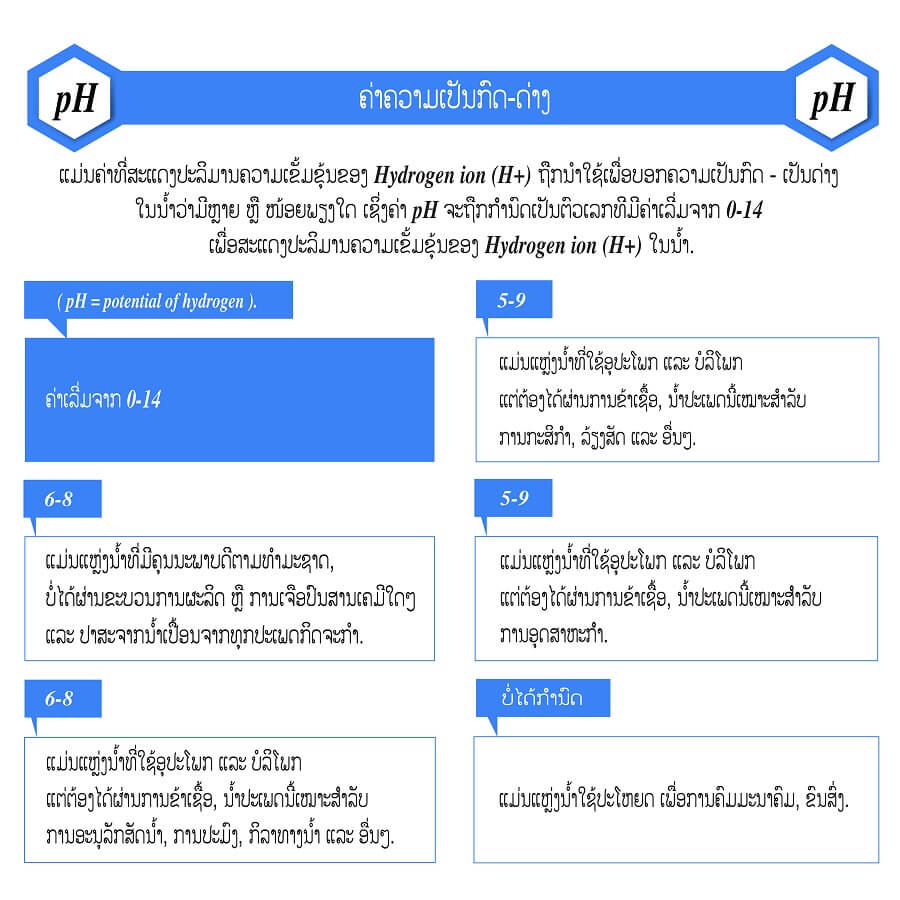 pH
ຄ່າຄວາມເປັນກົດ-ດ່າງ
pH
ແມ່ນຄ່າທີ່ສະແດງປະລິມານຄວາມເຂັ້ມຂຸ້ນຂອງ Hydrogen ion (H+) ຖືກນຳໃຊ້ເພື່ອບອກຄວາມເປັນກົດ - ເປັນດ່າງ
ໃນນ້ຳວ່າມີຫຼາຍ ຫຼື ໜ້ອຍພຽງໃດ ເຊິ່ງຄ່າ pH ຈະຖືກກຳນົດເປັນຕົວເລກທີມີຄ່າເລີ່ມຈາກ 0-14
ເພື່ອສະແດງປະລິມານຄວາມເຂັ້ມຂຸ້ນຂອງ Hydrogen ion (H+) ໃນນ້ຳ.
( pH = potential of hydrogen ).
ຄ່າເລີ່ມຈາກ 0-14
5-9
ແມ່ນແຫຼ່ງນ້ຳທີ່ໃຊ້ອຸປະໂພກ ແລະ ບໍລິໂພກ
ແຕ່ຕ້ອງໄດ້ຜ່ານການຂ້າເຊື້ອ, ນ້ຳປະເພດນີ້ເໝາະສຳລັບ
ການກະສິກຳ, ລ້ຽງສັດ ແລະ ອື່ນໆ.
6-8
ແມ່ນແຫຼ່ງນ້ຳທີ່ມີຄຸນນະພາບດີຕາມທຳມະຊາດ,
ບໍ່ໄດ້ຜ່ານຂະບວນການຜະລິດ ຫຼື ການເຈືອປົນສານເຄມີໃດໆ
ແລະ ປາສະຈາກນ້ຳເປື້ອນຈາກທຸກປະເພດກິດຈະກຳ.
5-9
ແມ່ນແຫຼ່ງນ້ຳທີ່ໃຊ້ອຸປະໂພກ ແລະ ບໍລິໂພກ
ແຕ່ຕ້ອງໄດ້ຜ່ານການຂ້າເຊື້ອ, ນ້ຳປະເພດນີ້ເໝາະສຳລັບ
ການອຸດສາຫະກຳ.
6-8
ແມ່ນແຫຼ່ງນ້ຳທີ່ໃຊ້ອຸປະໂພກ ແລະ ບໍລິໂພກ
ແຕ່ຕ້ອງໄດ້ຜ່ານການຂ້າເຊື້ອ, ນ້ຳປະເພດນີ້ເໝາະສຳລັບ
ການອະນຸລັກສັດນ້ຳ, ການປະມົງ, ກິລາທາງນ້ຳ ແລະ ອື່ນໆ.
ບໍ່ໄດ້ກຳນົດ
ແມ່ນແຫຼ່ງນ້ຳໃຊ້ປະໂຫຍດ ເພື່ອການຄົມມະນາຄົມ, ຂົນສົ່ງ.